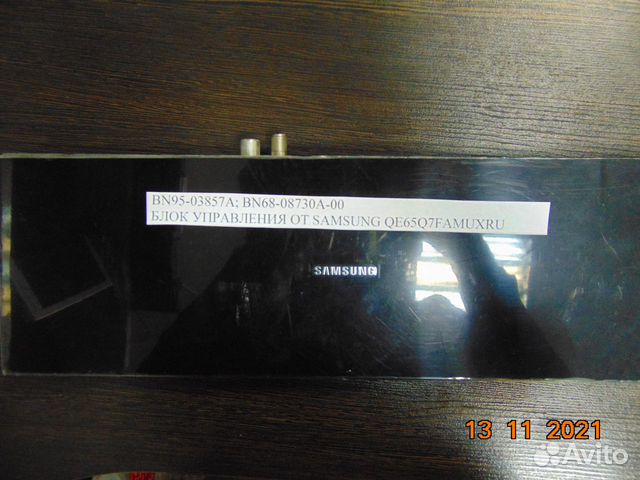 BN95-03857A; BN68-08730A-00
БЛОК УПРАВЛЕНИЯ ОТ SAMSUNG QE65Q7FAMUXRU
SAMSUNG
13 11 2021
Avito